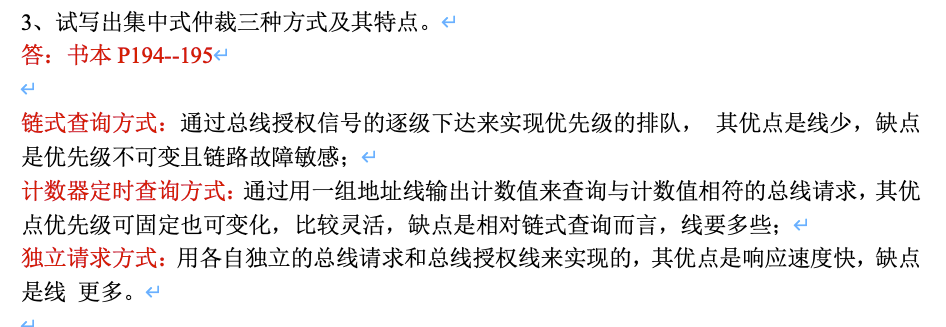 3、试写出集中式仲裁三种方式及其特点。
答：书本 P194--195
链式查询方式：通过总线授权信号的逐级下达来实现优先级的排队， 其优点是线少，缺点
是优先级不可变且链路故障敏感；
计数器定时查询方式：通过用一组地址线输出计数值来查询与计数值相符的总线请求，其优
点优先级可固定也可变化，比较灵活，缺点是相对链式查询而言，线要多些；
独立请求方式：用各自独立的总线请求和总线授权线来实现的，其优点是响应速度快，缺点
是线 更多。